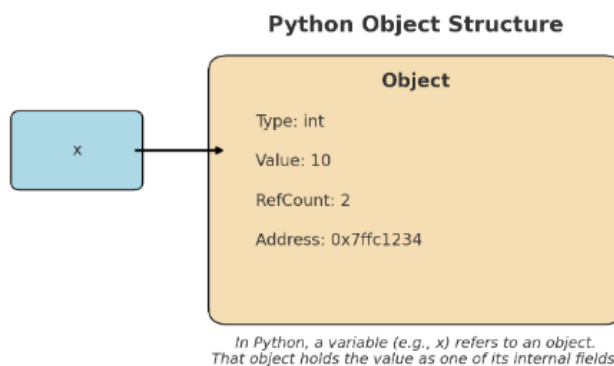 Python Object Structure
Object
x
Type: int
Value: 10
RefCount: 2
Address: 0x7ffc1234
In Python, a variable (e.g., x) refers to an object.
That object holds the value as one of its internal fields